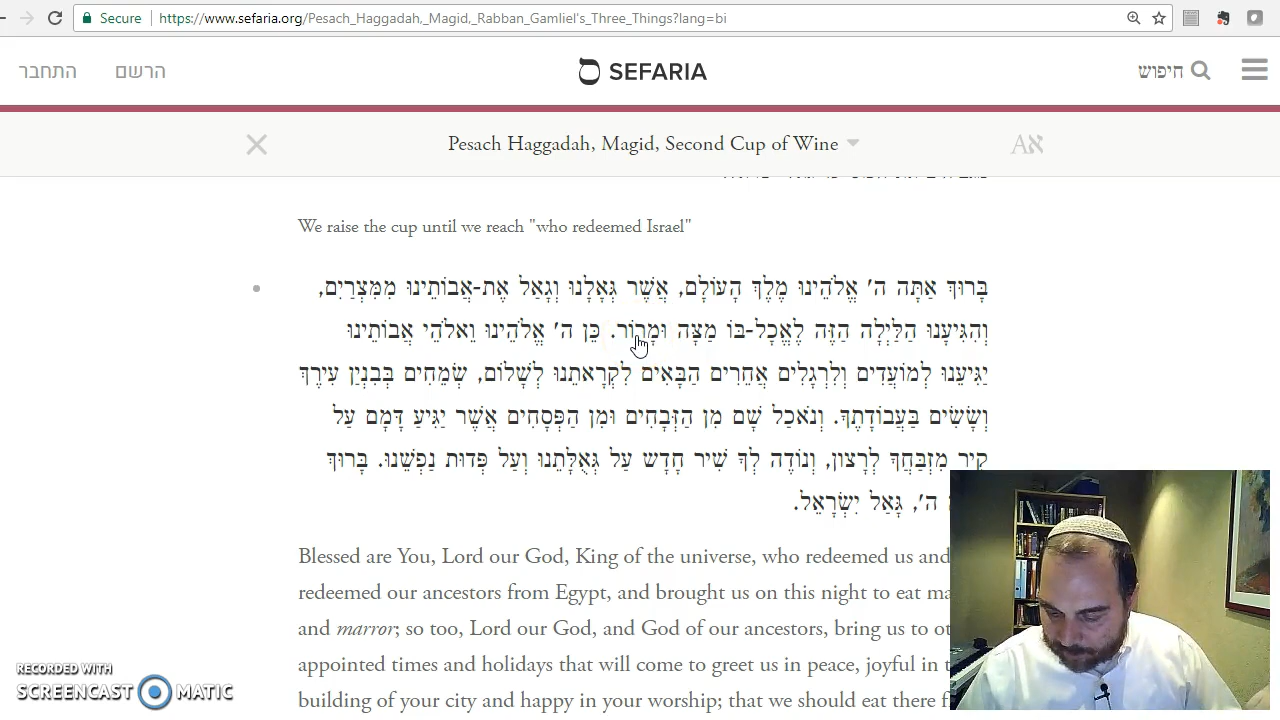 Secure
https://www.sefaria.org/Pesach_Haggadah,_Magid,_Rabban_Gamliel's_Three_Things?lang=bi
התחבר
הרשם
SEFARIA
חיפוש
Pesach Haggadah, Magid, Second Cup of Wine
Aא
We raise the cup until we reach "who redeemed Israel"
בָּרוּךְ אַתָּה ה' אֱלֹהֵינוּ מֶלֶךְ הָעוֹלָם, אֲשֶׁר גְּאָלָנוּ וְגָאַל אֶת-אֲבוֹתֵינוּ מִמִּצְרַיִם,
וְהִגִּיעָנוּ הַלַּיְלָה הַזֶּה לֶאֱכָל-בּוֹ מַצָּה וּמָרוֹר. כֵּן ה' אֱלֹהֵינוּ וֵאלֹהֵי אֲבוֹתֵינוּ
יַגִּיעֵנוּ לְמוֹעֲדִים וְלִרְגָלִים אֲחֵרִים הַבָּאִים לִקְרָאתֵנוּ לְשָׁלוֹם, שְׂמֵחִים בְּבִנְיַן עִירֶךָ
וְשָׂשִׂים בַּעֲבוֹדָתֶךָ. וְנֹאכַל שָׁם מִן הַזְּבָחִים וּמִן הַפְּסָחִים אֲשֶׁר יַגִּיעַ דָּמָם עַל
קִיר מִזְבַּחֲךָ לְרָצוֹן, וְנוֹדֶה לְךָ שִׁיר חָדָש עַל גְּאֻלָּתֵנוּ וְעַל פְּדוּת נַפְשֵׁנוּ. בָּרוּךְ
ה', גָּאַל יִשְׂרָאֵל.
Blessed are You, Lord our God, King of the universe, who redeemed us and
redeemed our ancestors from Egypt, and brought us on this night to eat
and marror; so too, Lord our God, and God of our ancestors, bring us to
appointed times and holidays that will come to greet us in peace, joyful in
building of your city and happy in your worship; that we should eat there
RECORDED WITH
SCREENCAST MATIC